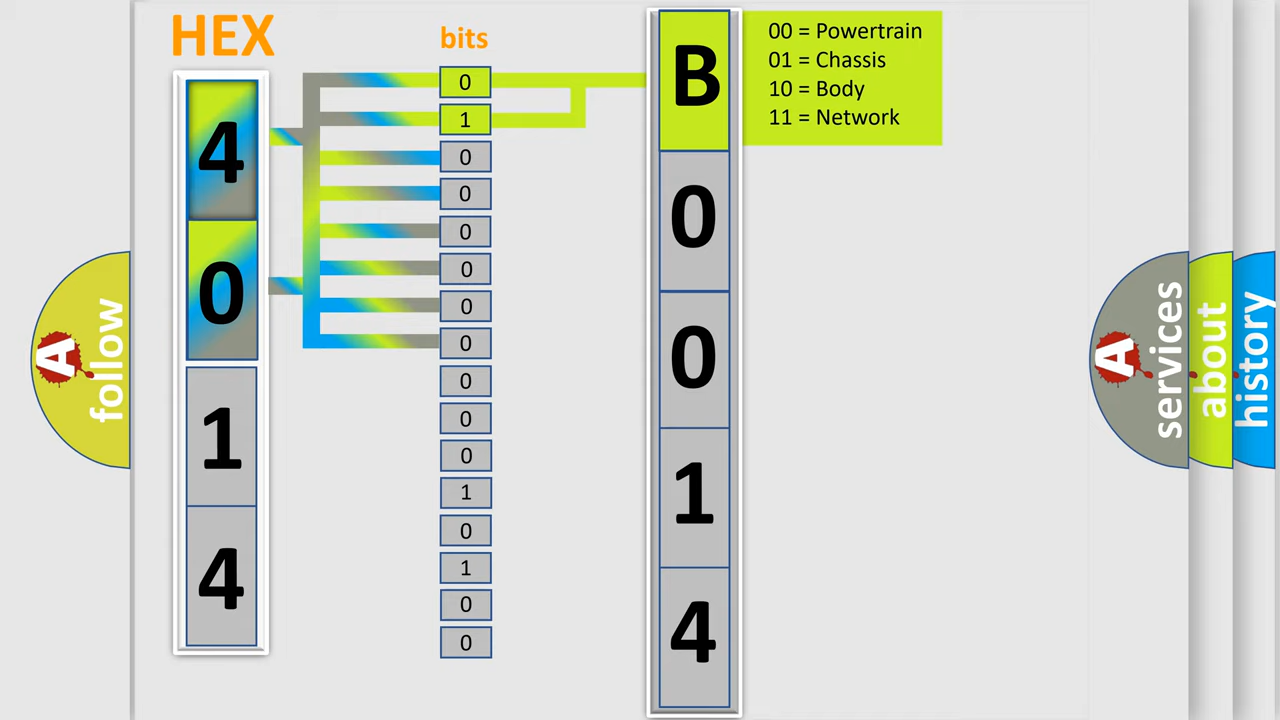 HEX
4
0
1
4
bits
0
1
0
0
0
0
0
0
0
0
0
1
0
1
0
0
B
0
0
1
4
00 = Powertrain
01 = Chassis
10 = Body
11 = Network
A
follow
A
services
about
history